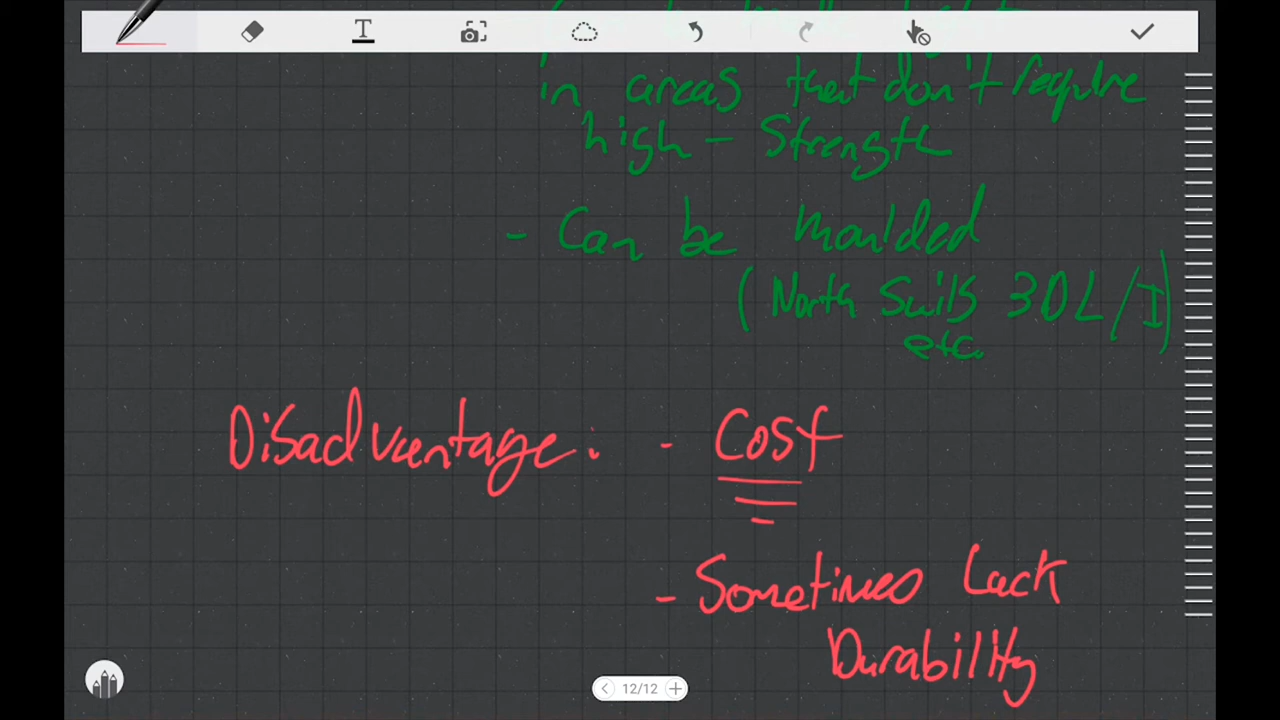 in areas that don't require
high - Strength
- Can be moulded
(North Sails 3DL/I)
etc.
Disadvantage: - Cost
- Sometimes Lack
Durability
12/12